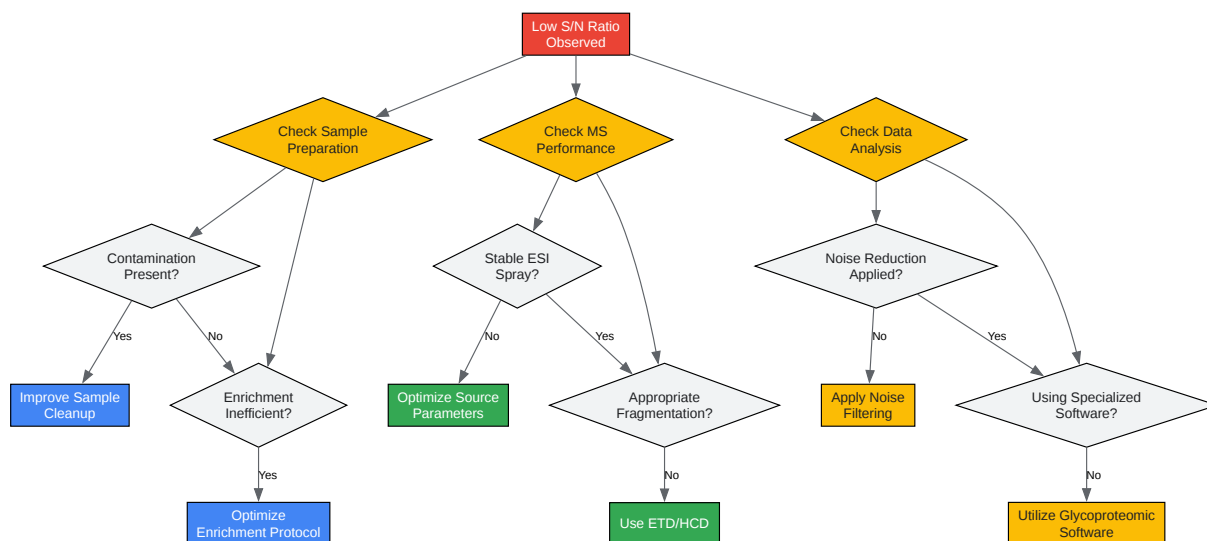 Low S/N Ratio
Observed
Check Sample
Preparation
Check MS
Performance
Check Data
Analysis
Contamination
Present?
Stable ESI
Spray?
Noise Reduction
Applied?
Yes
No
No
Yes
No
Yes
Improve Sample
Cleanup
Enrichment
Inefficient?
Optimize Source
Parameters
Appropriate
Fragmentation?
Apply Noise
Filtering
Using Specialized
Software?
Yes
No
No
Optimize
Enrichment Protocol
Use ETD/HCD
Utilize Glycoproteomic
Software